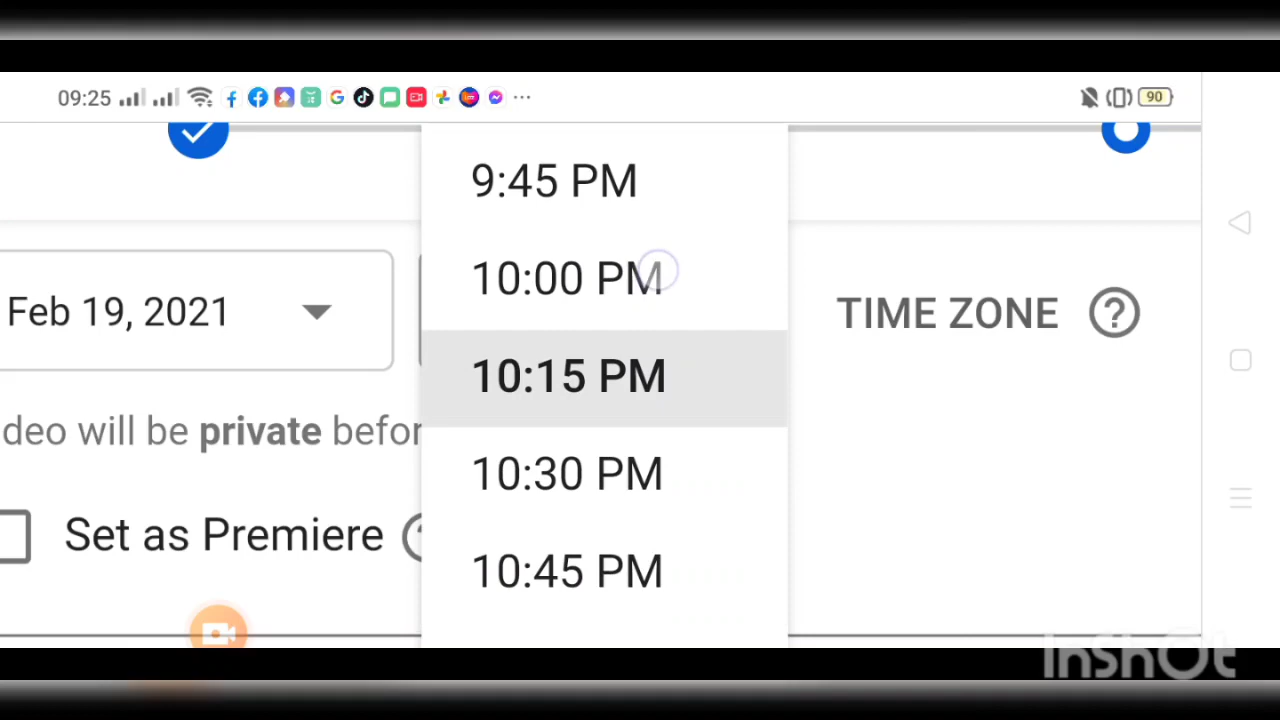 09:25
90
9:45 PM
10:00 PM
Feb 19, 2021
TIME ZONE
10:15 PM
deo will be private befor
10:30 PM
Set as Premiere
10:45 PM
InShOt